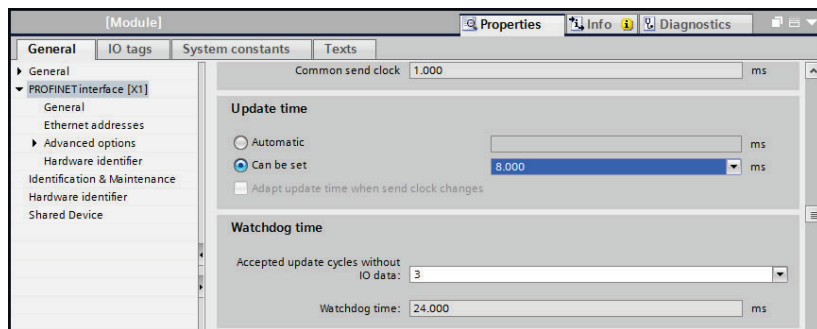 [Module]
Properties
Info
Diagnostics
General
IO tags
System constants
Texts
General
PROFINET interface [X1]
General
Ethernet addresses
Advanced options
Hardware identifier
Identification & Maintenance
Hardware identifier
Shared Device
Common send clock 1.000 ms
Update time
Automatic ms
Can be set 8.000 ms
Adapt update time when send clock changes
Watchdog time
Accepted update cycles without
IO data: 3
Watchdog time: 24.000 ms